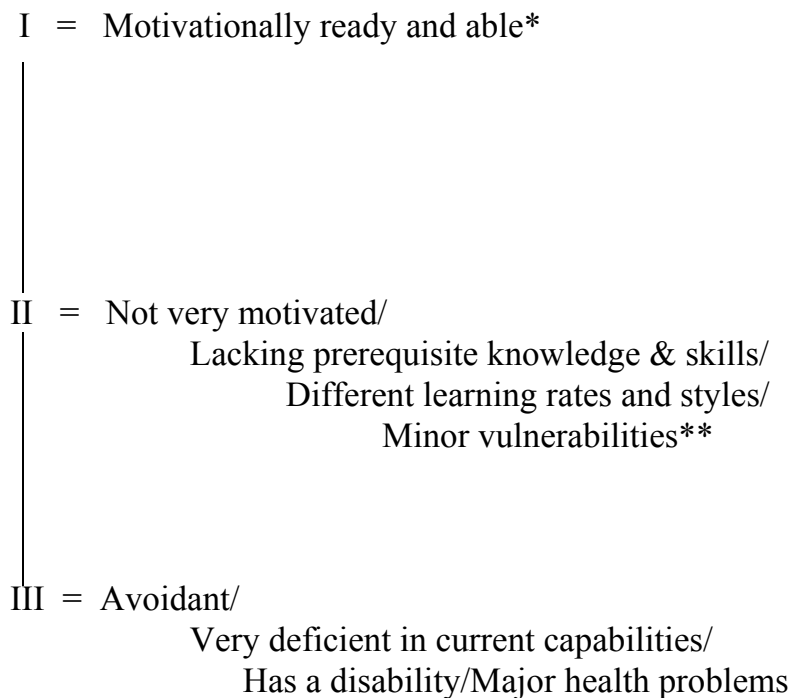 I = Motivationally ready and able*
II = Not very motivated/
Lacking prerequisite knowledge & skills/
Different learning rates and styles/
Minor vulnerabilities**
III = Avoidant/
Very deficient in current capabilities/
Has a disability/Major health problems